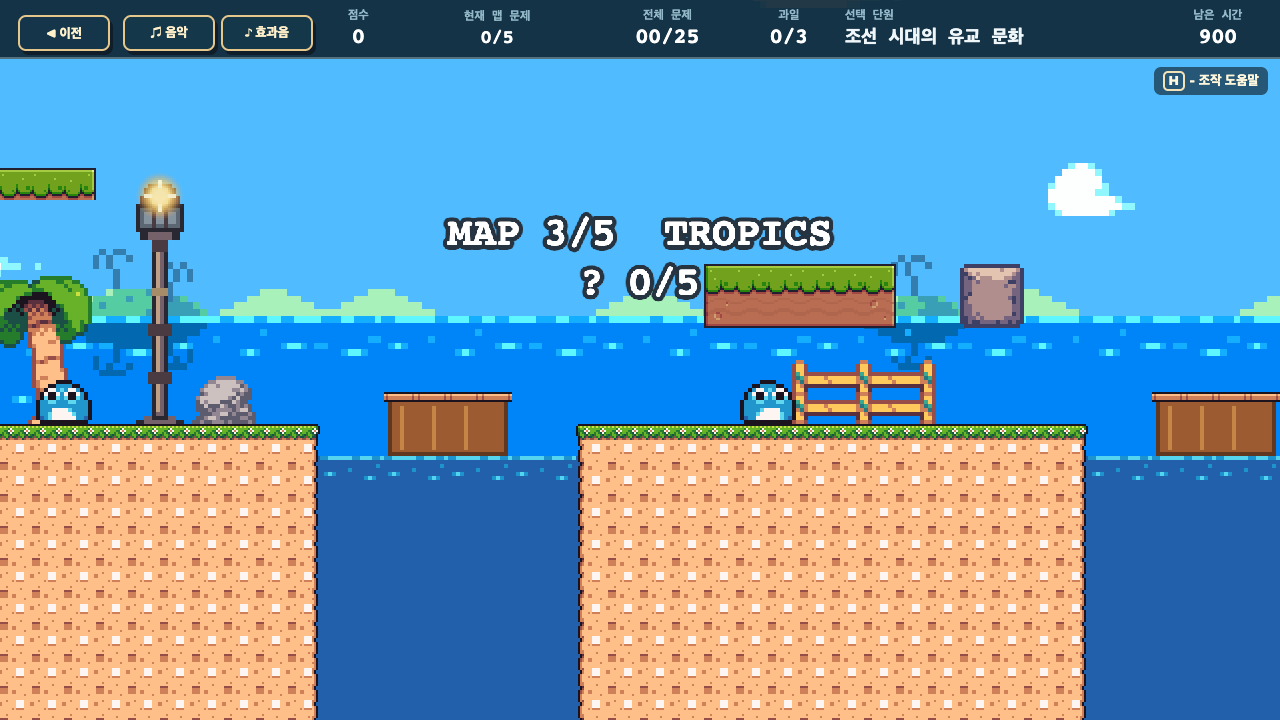 ◀ 이전
♫ 음악
♪ 효과음
점수
0
현재 맵 문제
0/5
전체 문제
00/25
과일
0/3
선택 단원
조선 시대의 유교 문화
남은 시간
900
H - 조작 도움말
MAP 3/5 TROPICS
? 0/5